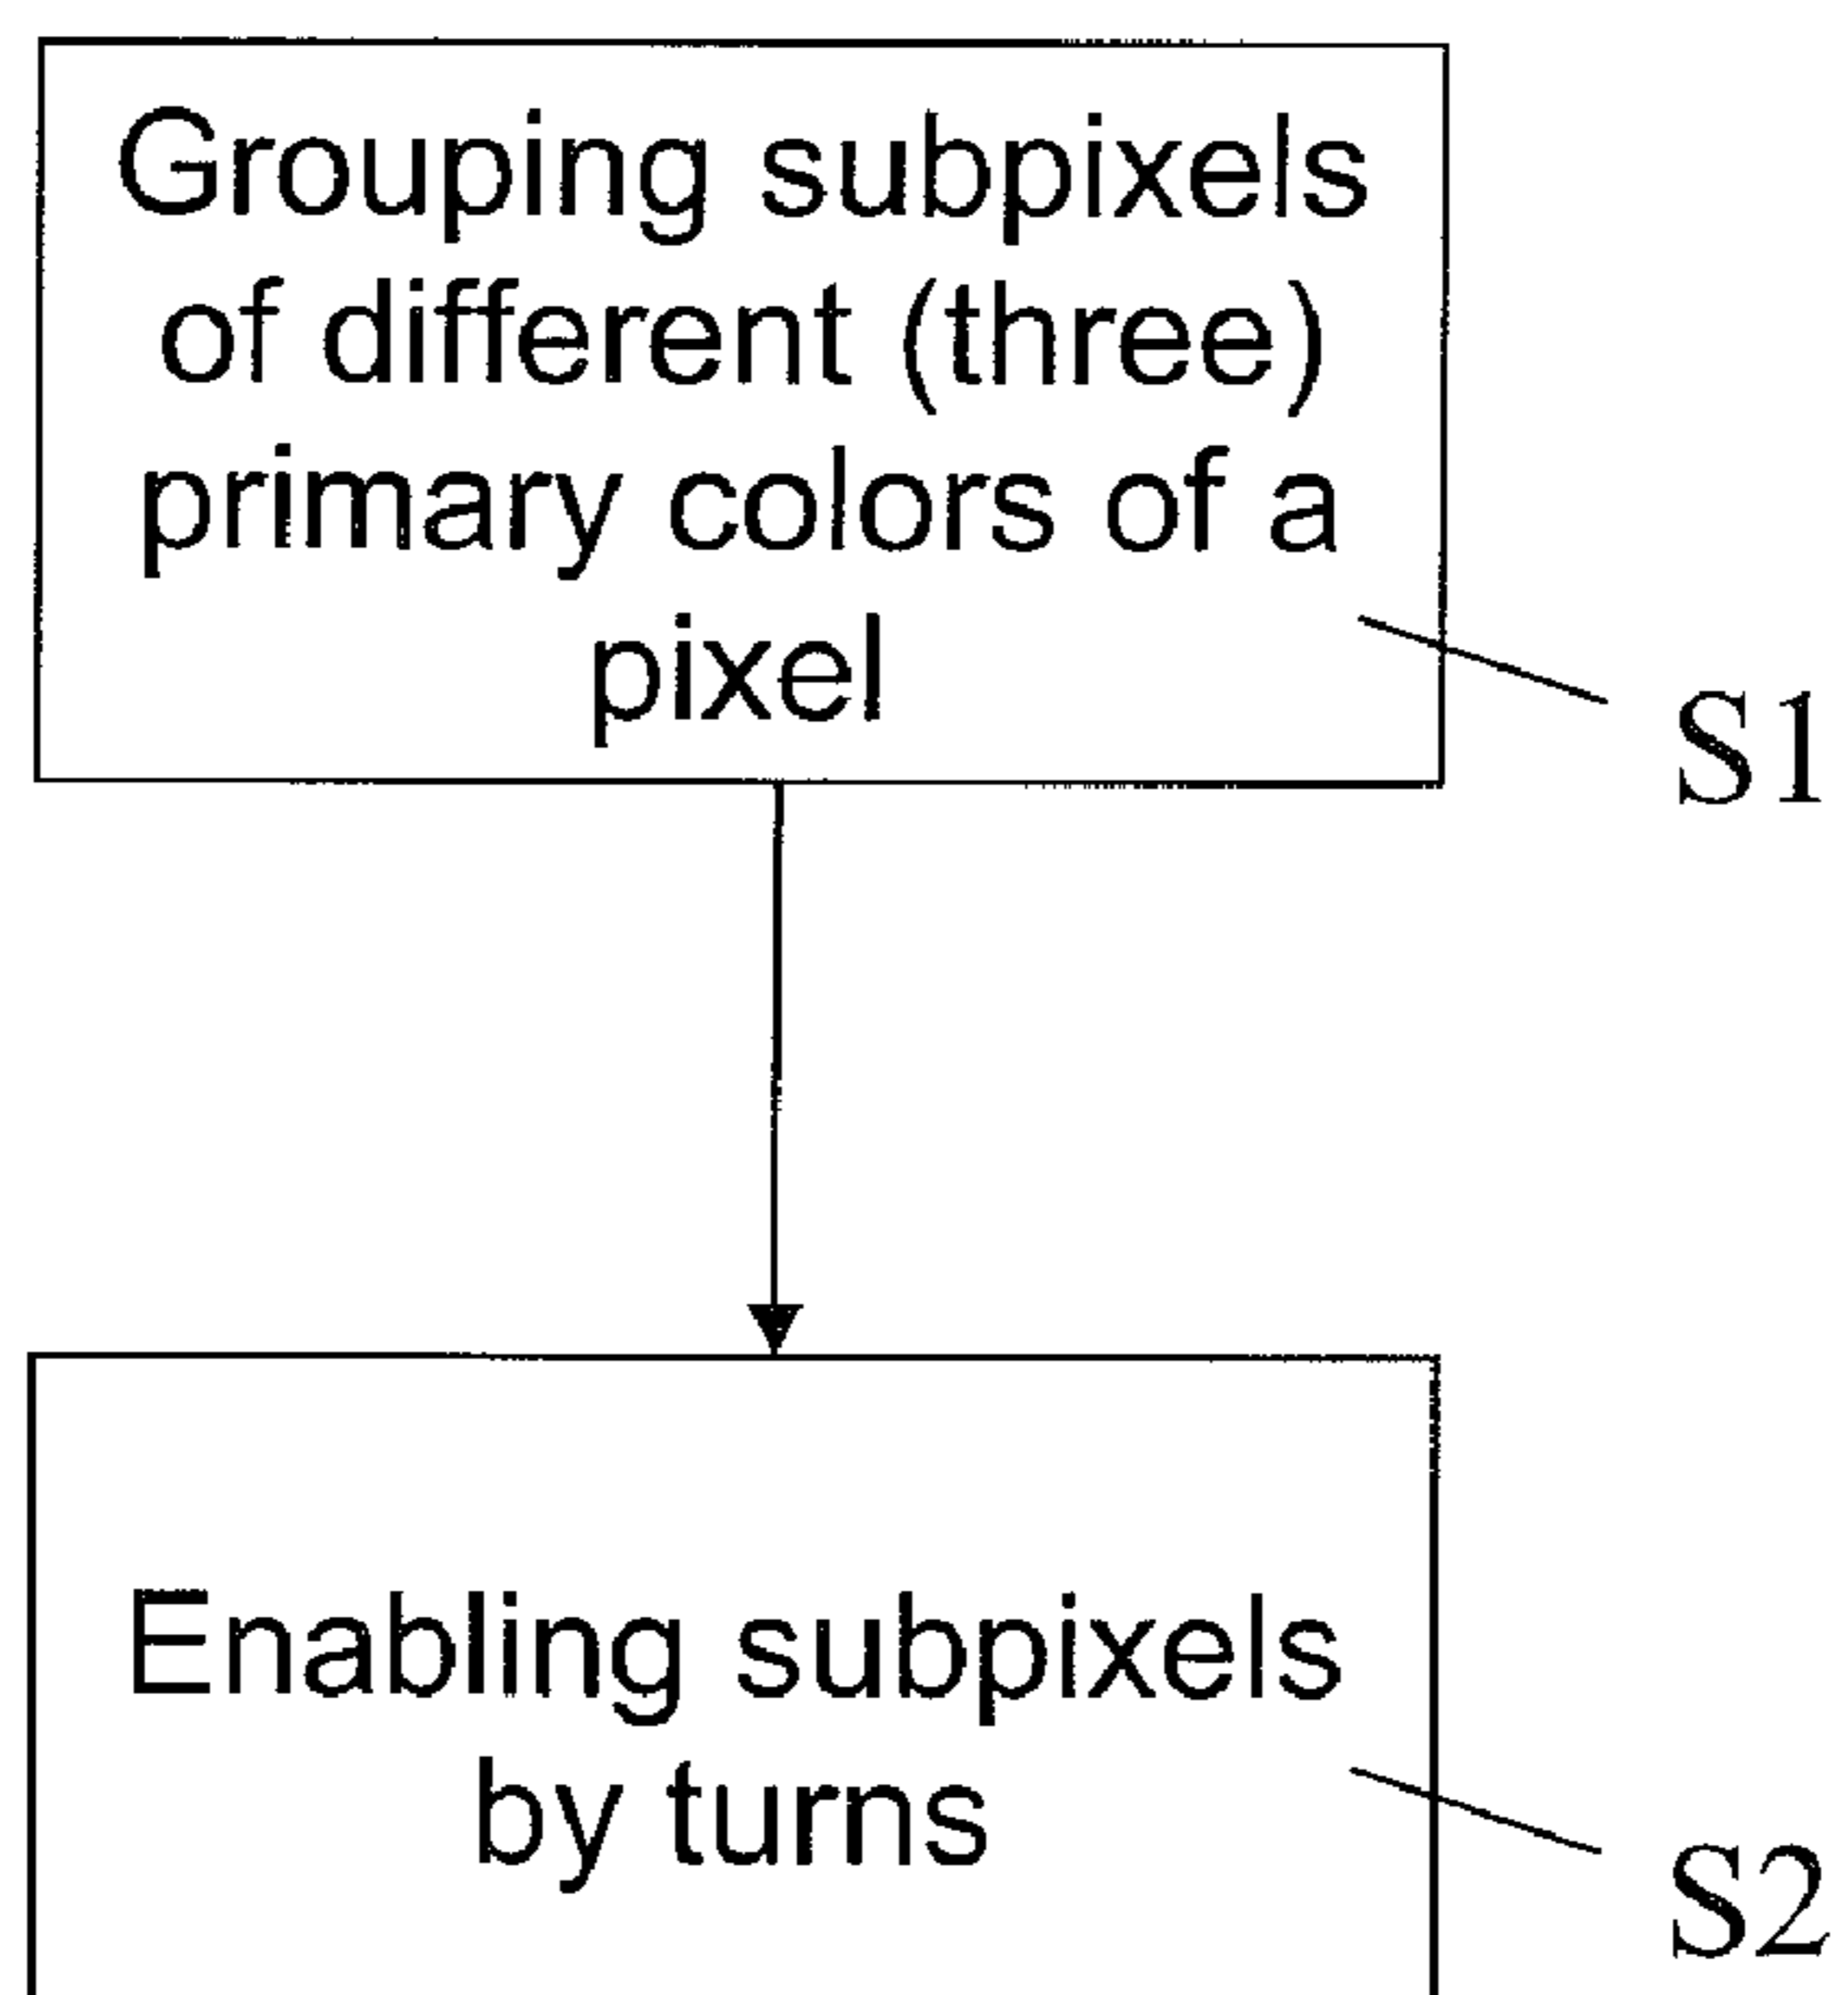 Grouping subpixels
of different (three)
primary colors of a
pixel
S1
Enabling subpixels
by turns
S2